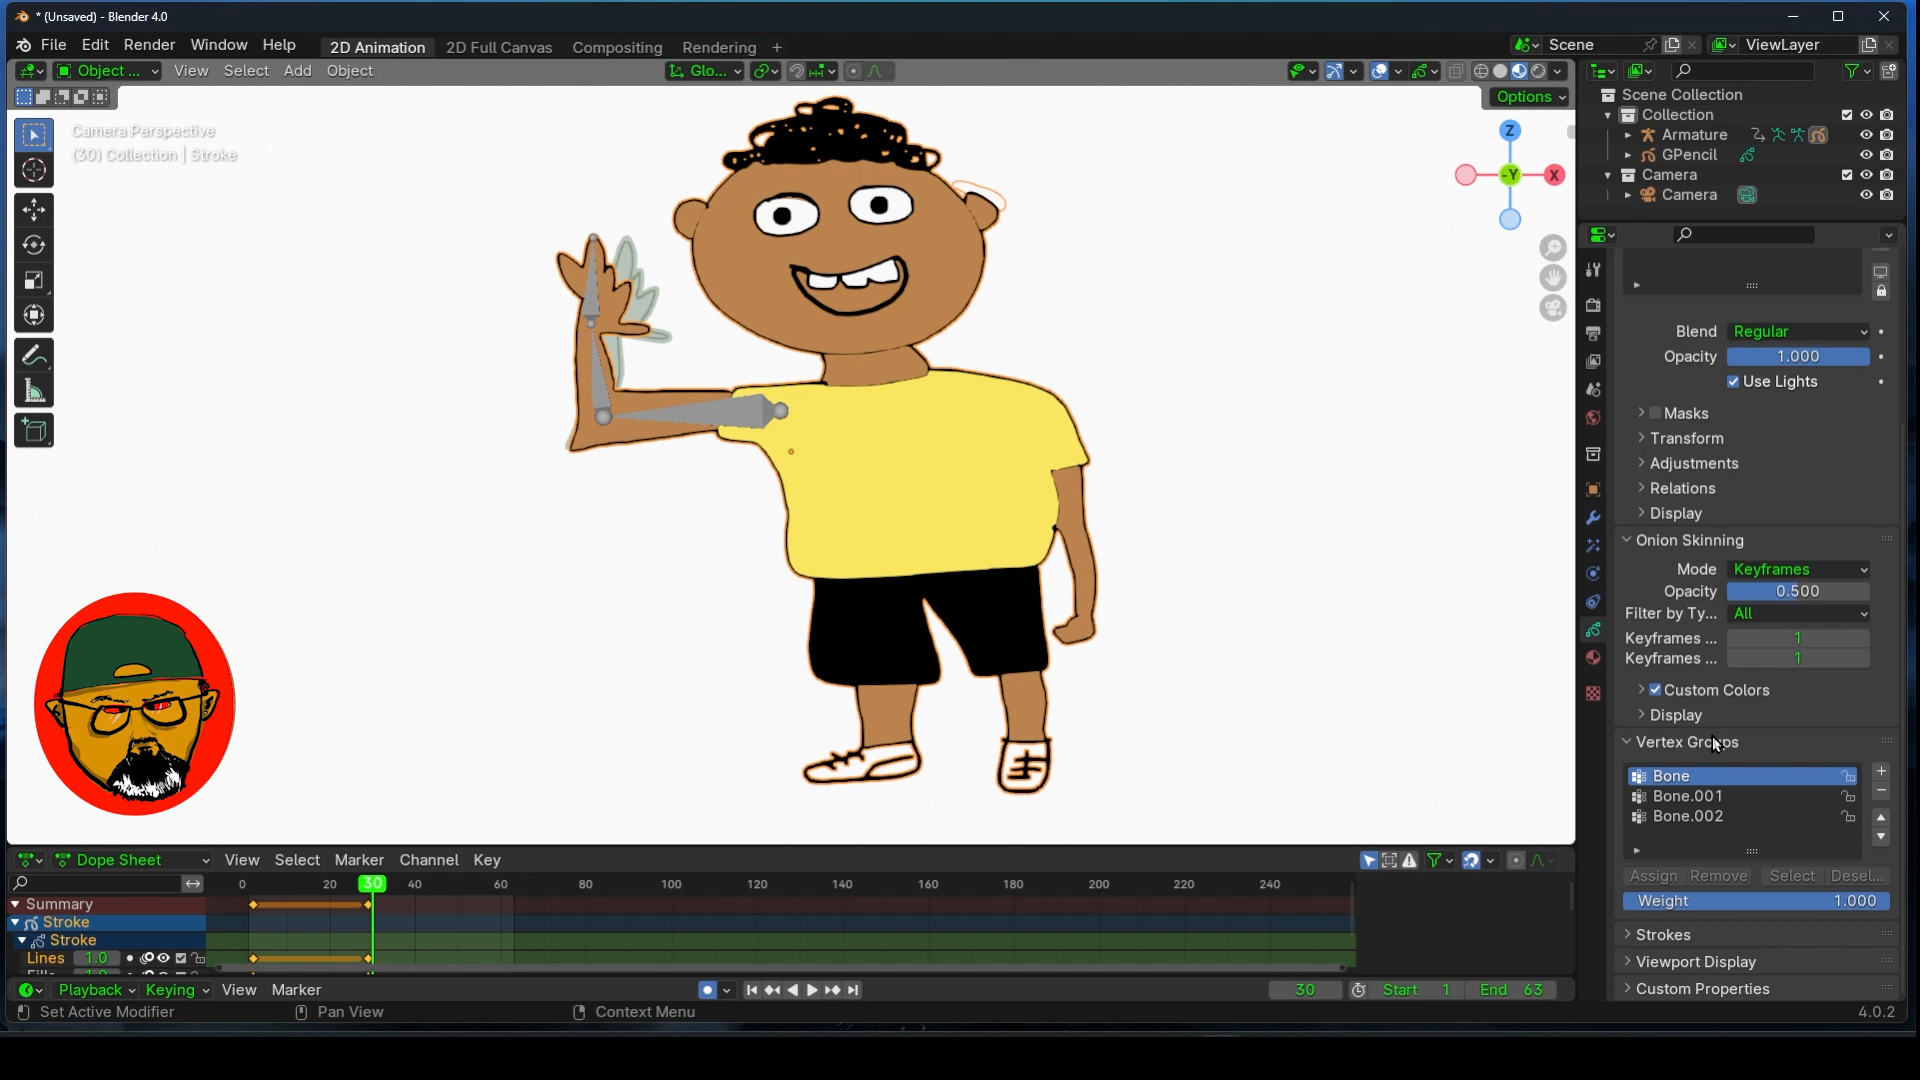 * (Unsaved) - Blender 4.0
File Edit Render Window Help 2D Animation 2D Full Canvas Compositing Rendering + Scene ViewLayer
Object ... View Select Add Object Glo...
Options
Camera Perspective
(30) Collection | Stroke
Z
-Y
X
Scene Collection
Collection
Armature
GPencil
Camera
Camera
Blend Regular
Opacity 1.000
Use Lights
Masks
Transform
Adjustments
Relations
Display
Onion Skinning
Mode Keyframes
Opacity 0.500
Filter by Ty... All
Keyframes ... 1
Keyframes ... 1
Custom Colors
Display
Vertex Groups
Bone
Bone.001
Bone.002
Assign Remove Select Desel...
Weight 1.000
Strokes
Viewport Display
Custom Properties
Dope Sheet View Select Marker Channel Key
0 20 30 40 60 80 100 120 140 160 180 200 220 240
Summary
Stroke
Stroke
Lines 1.0
Playback Keying View Marker 30 Start 1 End 63
Set Active Modifier Pan View Context Menu 4.0.2